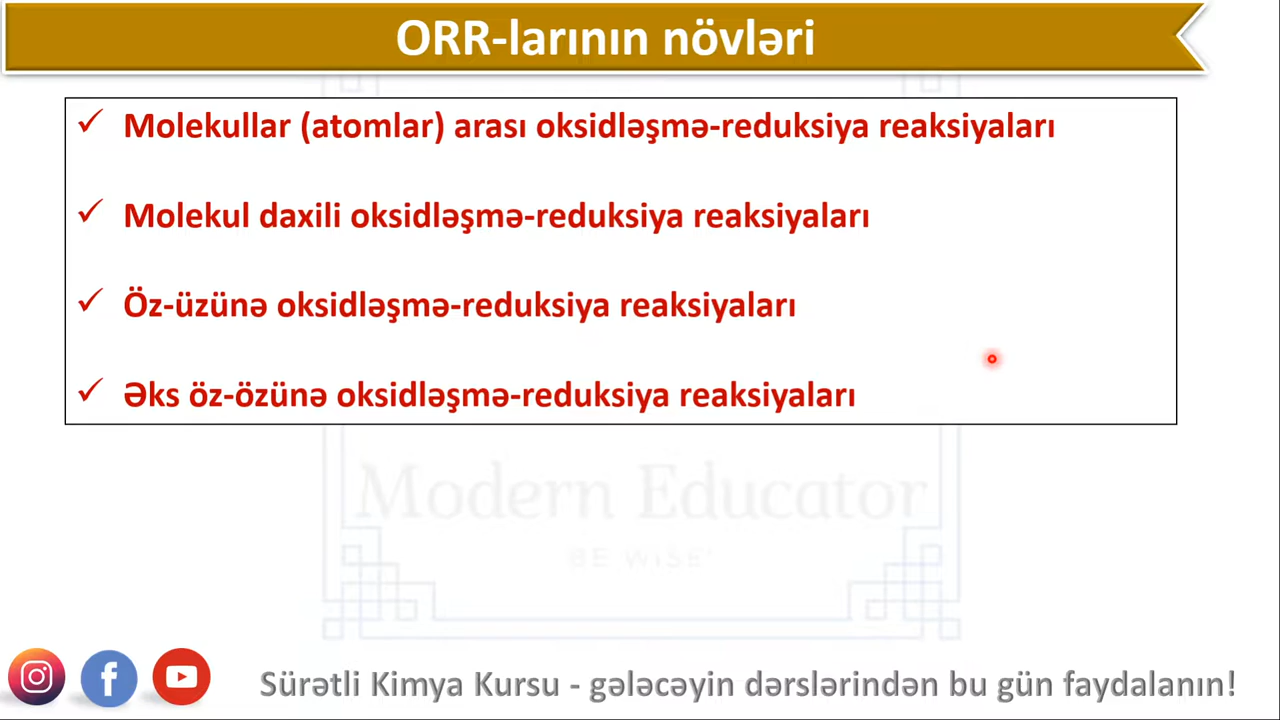 ORR-larının növləri
✓ Molekullar (atomlar) arası oksidləşmə-reduksiya reaksiyaları
✓ Molekul daxili oksidləşmə-reduksiya reaksiyaları
✓ Öz-üzünə oksidləşmə-reduksiya reaksiyaları
✓ Əks öz-özünə oksidləşmə-reduksiya reaksiyaları
Modern Educator
BE WISE
Sürətli Kimya Kursu - gələcəyin dərslərindən bu gün faydalanın!